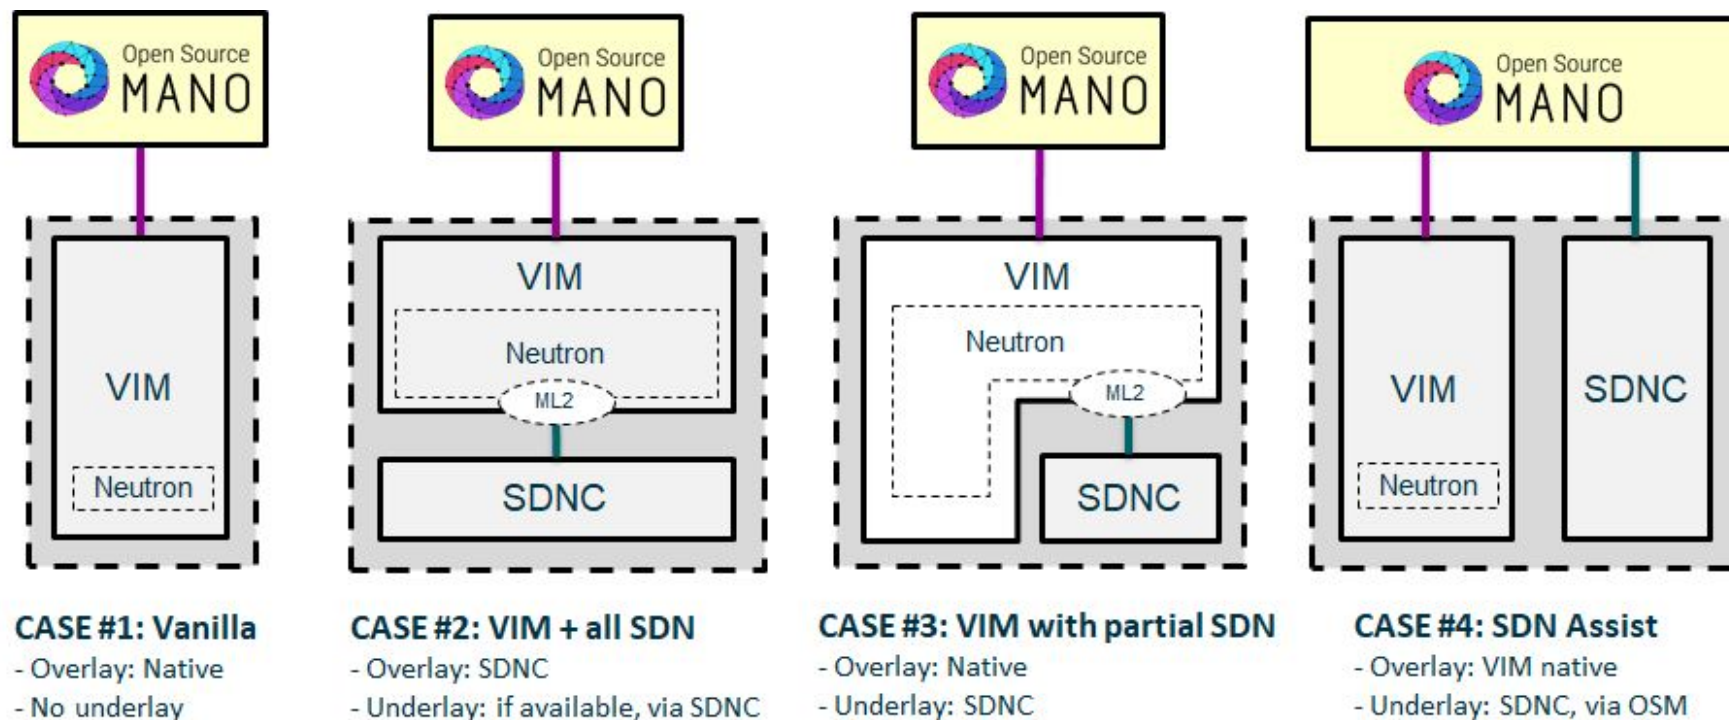 Open Source
MANO
VIM
Neutron
CASE #1: Vanilla
- Overlay: Native
- No underlay
Open Source
MANO
VIM
Neutron
ML2
SDNC
CASE #2: VIM + all SDN
- Overlay: SDNC
- Underlay: if available, via SDNC
Open Source
MANO
VIM
Neutron
ML2
SDNC
CASE #3: VIM with partial SDN
- Overlay: Native
- Underlay: SDNC
Open Source
MANO
VIM
Neutron
SDNC
CASE #4: SDN Assist
- Overlay: VIM native
- Underlay: SDNC, via OSM